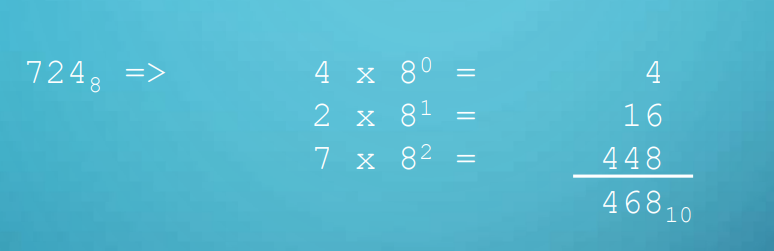 724₈ => 4 x 8⁰ = 4
2 x 8¹ = 16
7 x 8² = 448
468₁₀